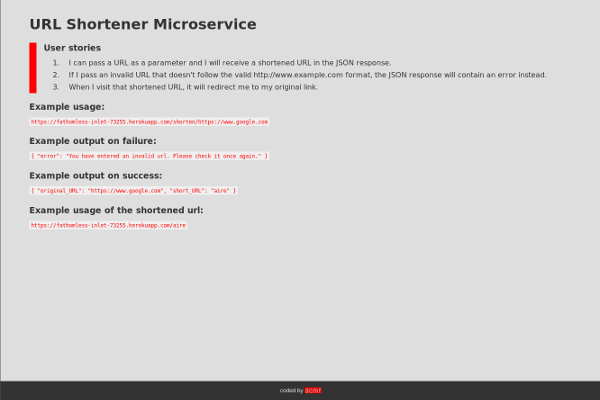 URL Shortener Microservice
User stories
1. I can pass a URL as a parameter and I will receive a shortened URL in the JSON response.
2. If I pass an invalid URL that doesn't follow the valid http://www.example.com format, the JSON response will contain an error instead.
3. When I visit that shortened URL, it will redirect me to my original link.
Example usage:
https://fathomless-inlet-73255.herokuapp.com/shorten/https://www.google.com
Example output on failure:
{ "error": "You have entered an invalid url. Please check it once again." }
Example output on success:
{ "original_URL": "https://www.google.com", "short_URL": "aire" }
Example usage of the shortened url:
https://fathomless-inlet-73255.herokuapp.com/aire
coded by